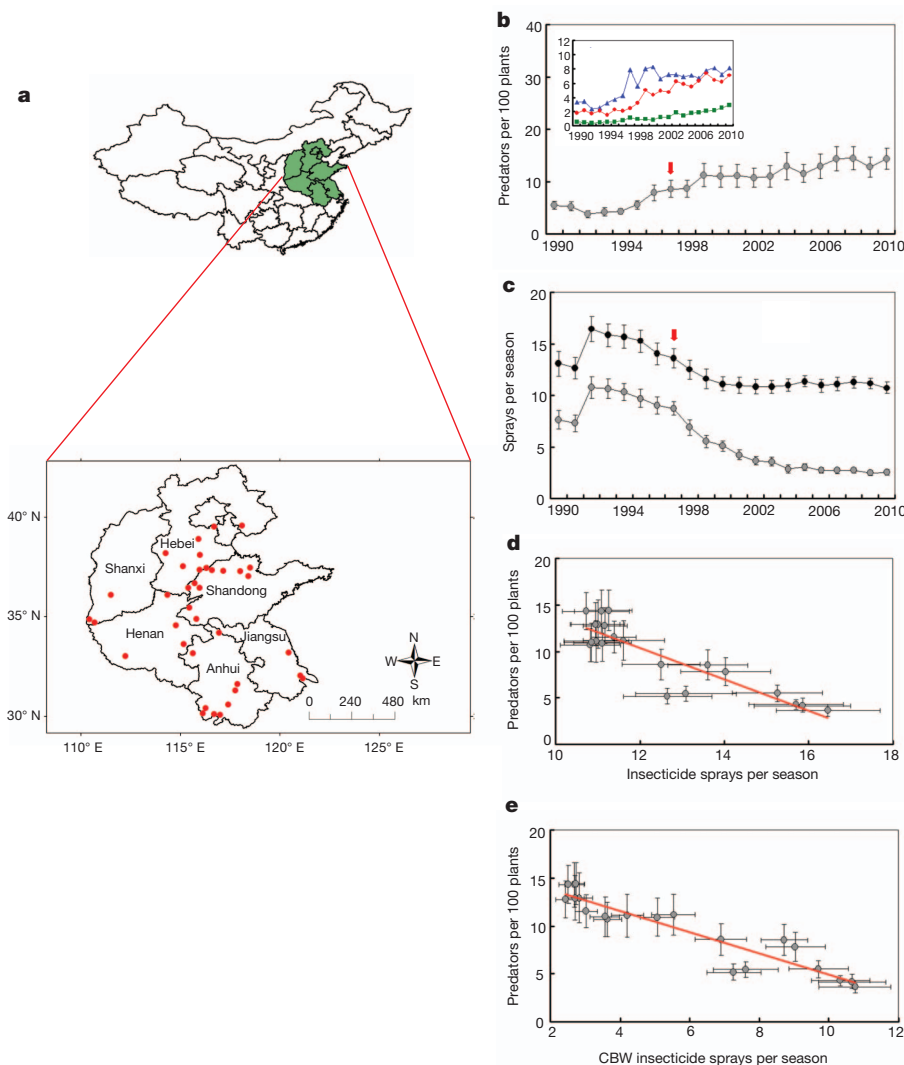 a
Hebei
Shanxi
Shandong
Henan
Jiangsu
Anhui
N
W E
S
0 240 480
km
40° N
35° N
30° N
110° E 115° E 120° E 125° E
b
Predators per 100 plants
40
30
20
10
0
12
10
8
6
4
2
0
1990 1994 1998 2002 2006 2010
1990 1994 1998 2002 2006 2010
c
Sprays per season
20
15
10
5
0
1990 1994 1998 2002 2006 2010
d
Predators per 100 plants
20
15
10
5
0
10 12 14 16 18
Insecticide sprays per season
e
Predators per 100 plants
20
15
10
5
0
2 4 6 8 10 12
CBW insecticide sprays per season